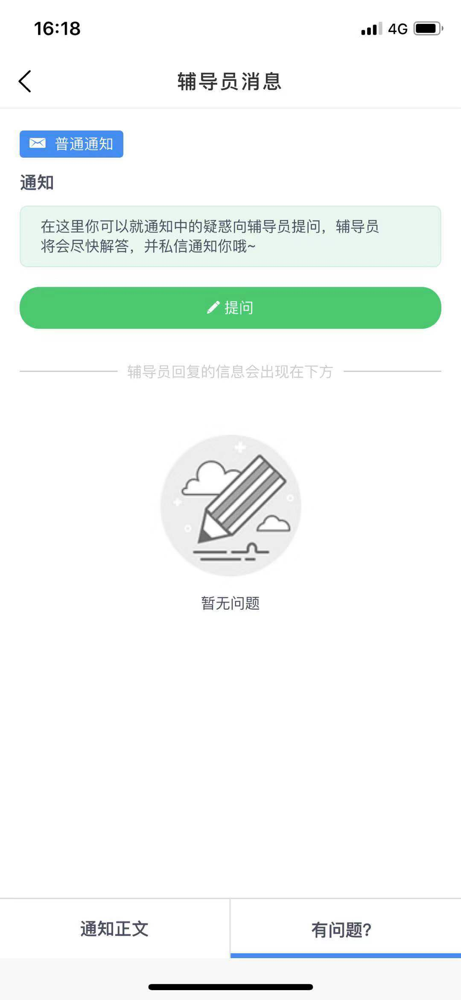 16:18
4G
辅导员消息
普通通知
通知
在这里你可以就通知中的疑惑向辅导员提问，辅导员
将会尽快解答，并私信通知你哦~
提问
辅导员回复的信息会出现在下方
暂无问题
通知正文
有问题?